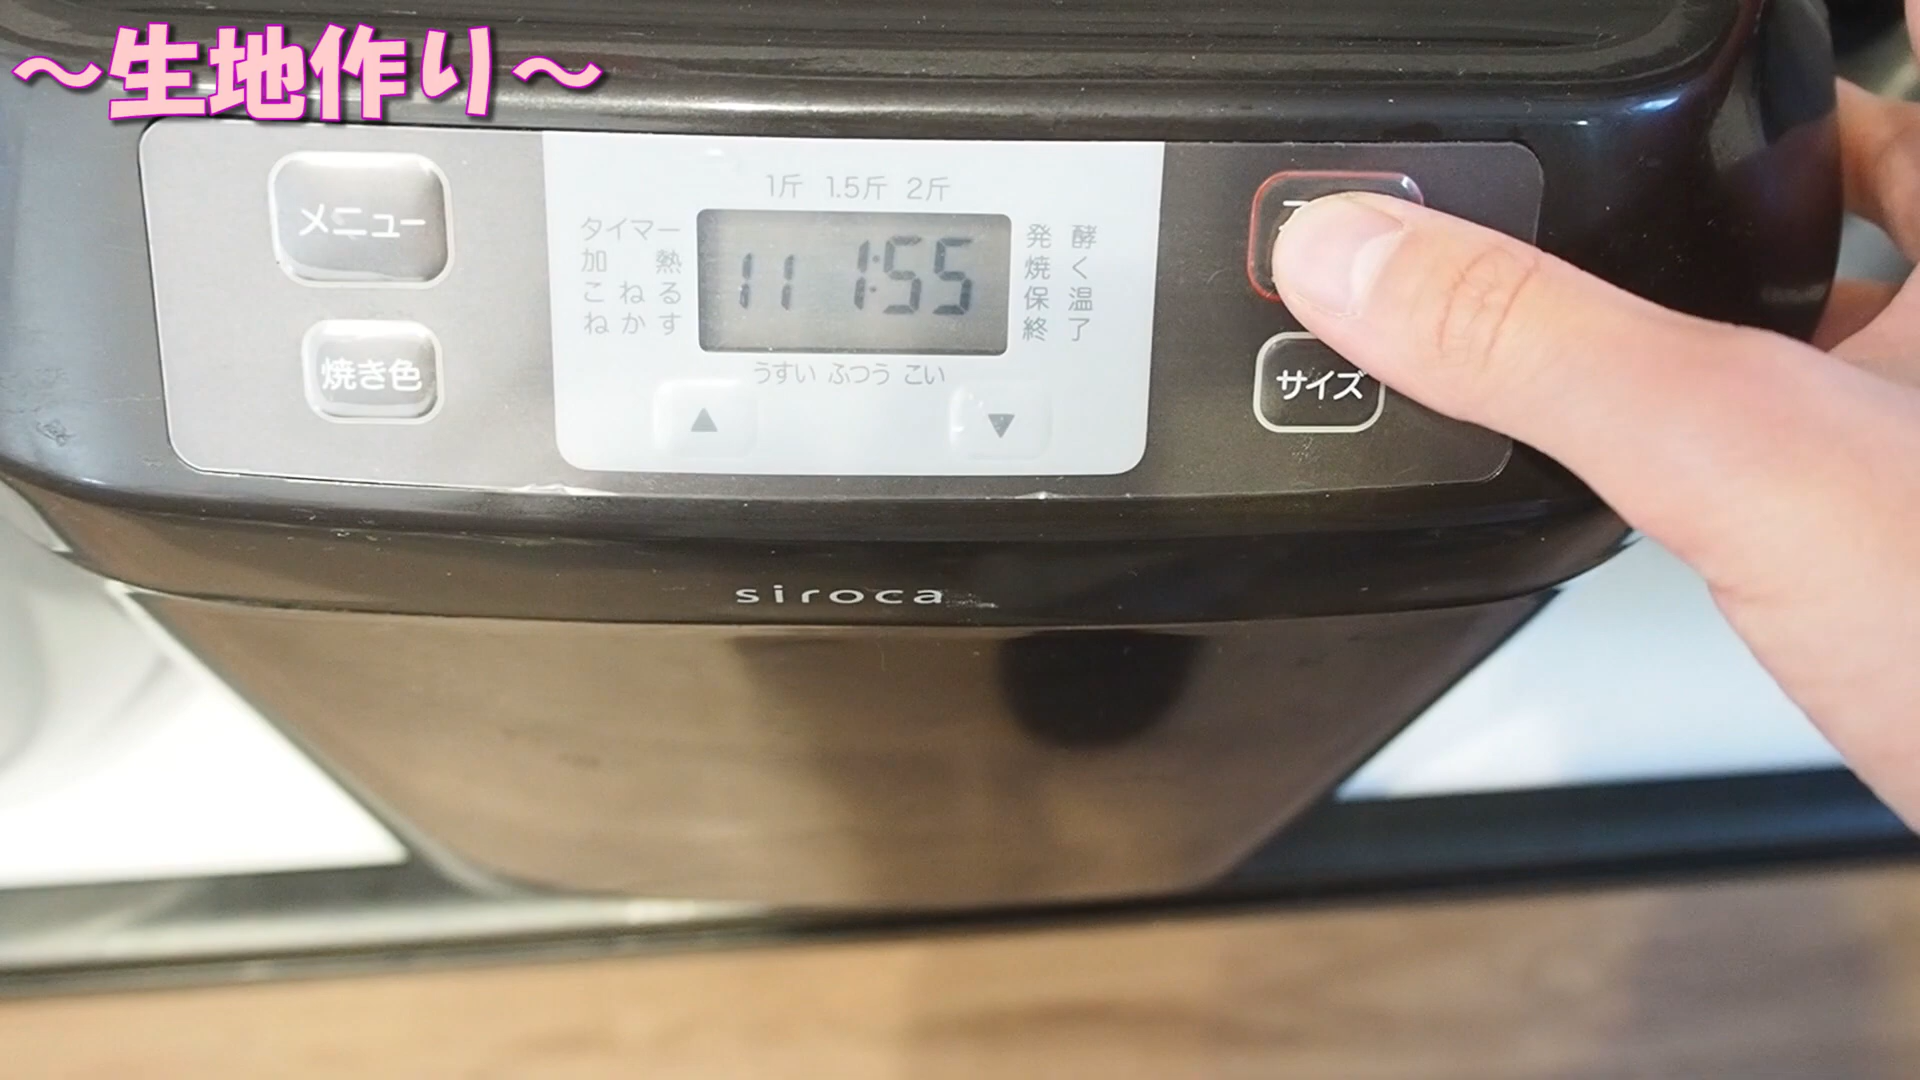 ～生地作り～
メニュー
焼き色
1斤 1.5斤 2斤
タイマー
加熱
こねる
ねかす
11 1:55
発酵
焼く
保温
終了
うすい ふつう こい
▲
▼
サイズ
siroca